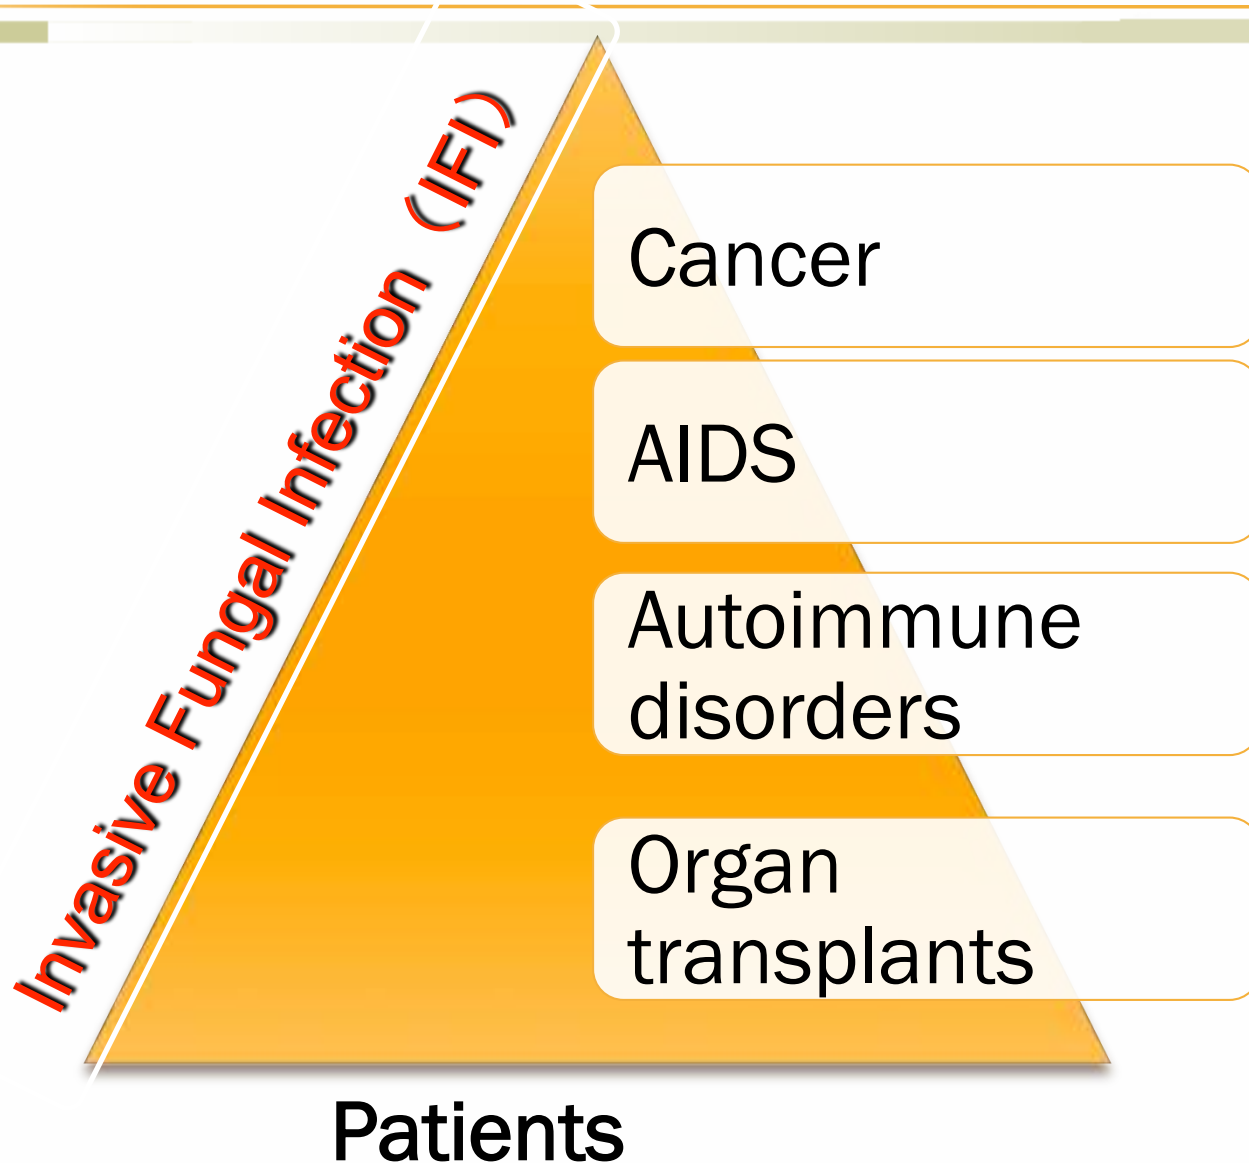 Invasive Fungal Infection（IFI）
Cancer
AIDS
Autoimmune
disorders
Organ
transplants
Patients